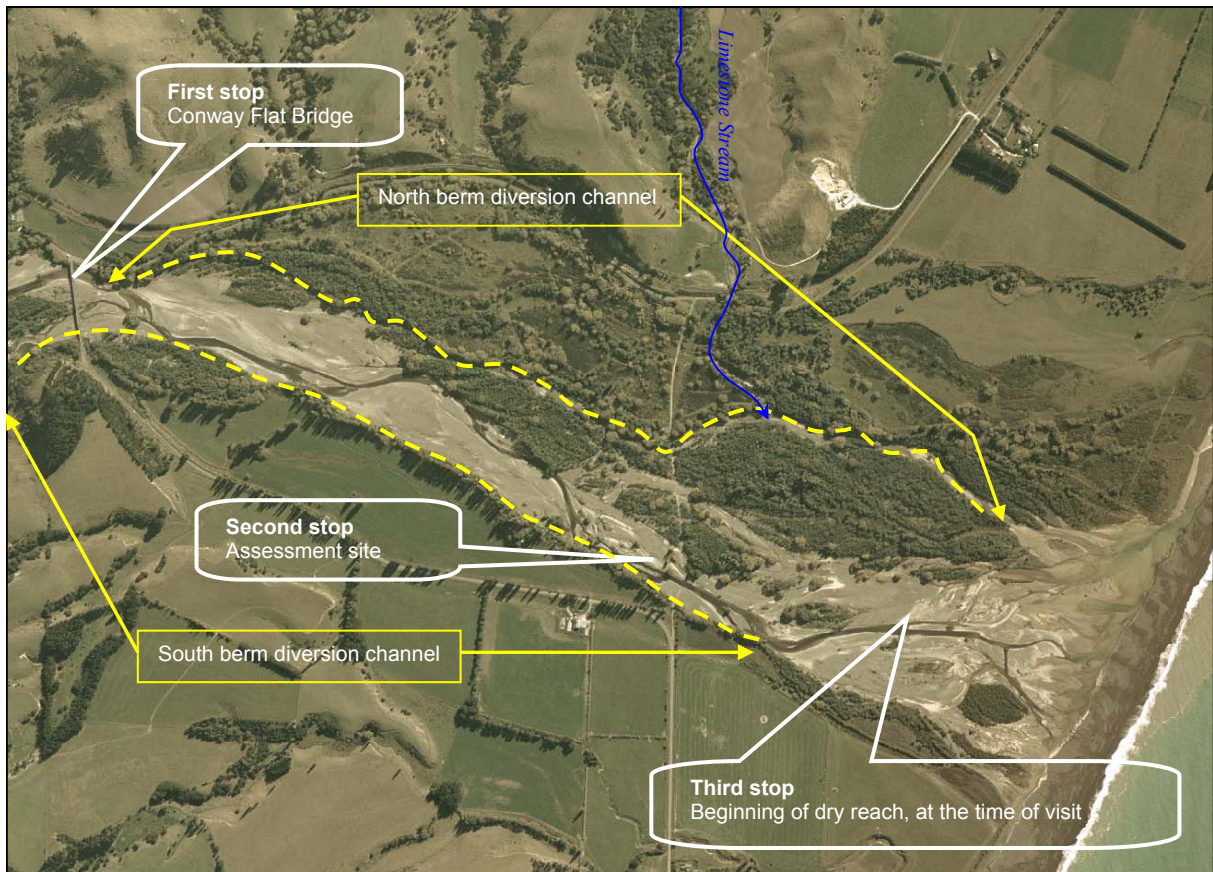 First stop
Conway Flat Bridge
Limestone Stream
North berm diversion channel
Second stop
Assessment site
South berm diversion channel
Third stop
Beginning of dry reach, at the time of visit